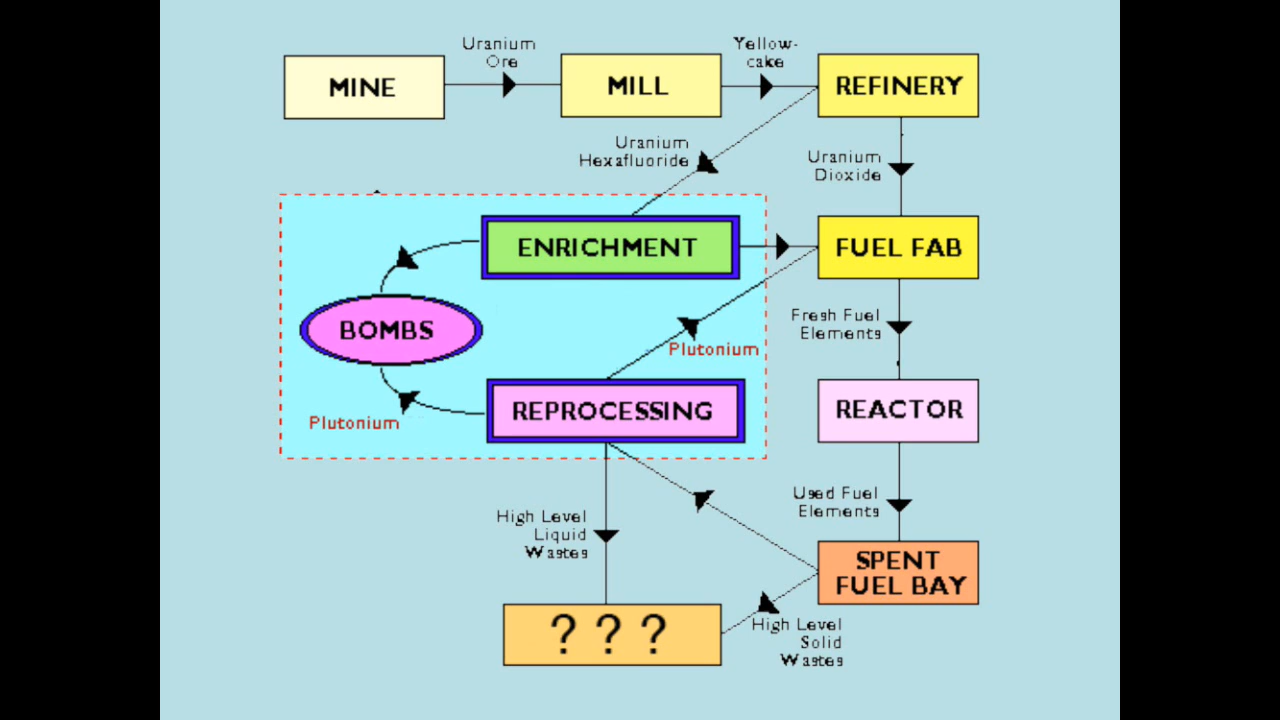 Uranium
Ore
Yellow-
cake
MINE
MILL
REFINERY
Uranium
Hexafluoride
Uranium
Dioxide
ENRICHMENT
FUEL FAB
BOMBS
Fresh Fuel
Elements
Plutonium
Plutonium
REPROCESSING
REACTOR
High Level
Liquid
Wastes
Used Fuel
Elements
SPENT
FUEL BAY
? ? ?
High Level
Solid
Wastes